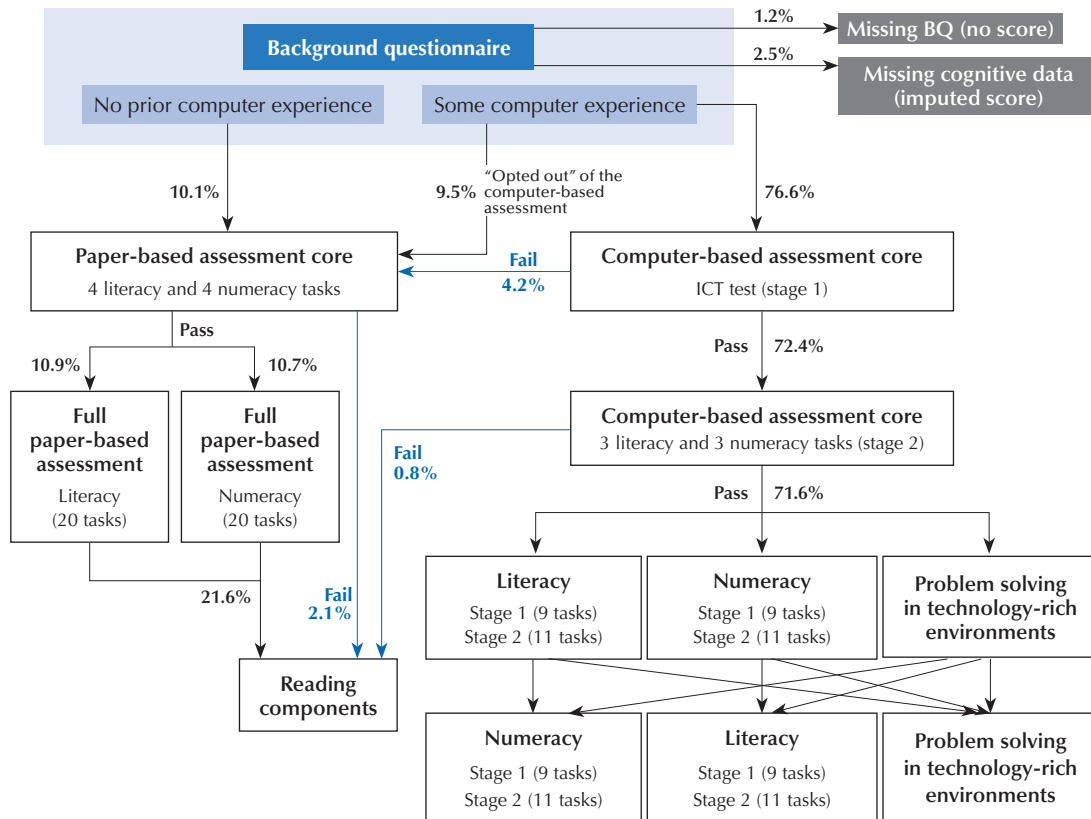 1.2%
Missing BQ (no score)
Background questionnaire
2.5%
Missing cognitive data
(imputed score)
No prior computer experience
Some computer experience
10.1%
9.5%
"Opted out" of the
computer-based
assessment
76.6%
Paper-based assessment core
4 literacy and 4 numeracy tasks
Fail
4.2%
Computer-based assessment core
ICT test (stage 1)
Pass
Pass
72.4%
10.9%
10.7%
Full
paper-based
assessment
Literacy
(20 tasks)
Full
paper-based
assessment
Numeracy
(20 tasks)
Computer-based assessment core
3 literacy and 3 numeracy tasks (stage 2)
Fail
0.8%
Pass
71.6%
21.6%
Fail
2.1%
Reading
components
Literacy
Stage 1 (9 tasks)
Stage 2 (11 tasks)
Numeracy
Stage 1 (9 tasks)
Stage 2 (11 tasks)
Problem solving
in technology-rich
environments
Numeracy
Stage 1 (9 tasks)
Stage 2 (11 tasks)
Literacy
Stage 1 (9 tasks)
Stage 2 (11 tasks)
Problem solving
in technology-rich
environments